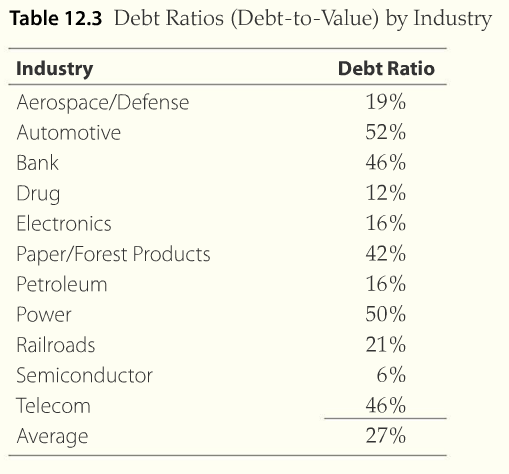 Table 12.3 Debt Ratios (Debt-to-Value) by Industry
Industry Debt Ratio
Aerospace/Defense 19%
Automotive 52%
Bank 46%
Drug 12%
Electronics 16%
Paper/Forest Products 42%
Petroleum 16%
Power 50%
Railroads 21%
Semiconductor 6%
Telecom 46%
Average 27%